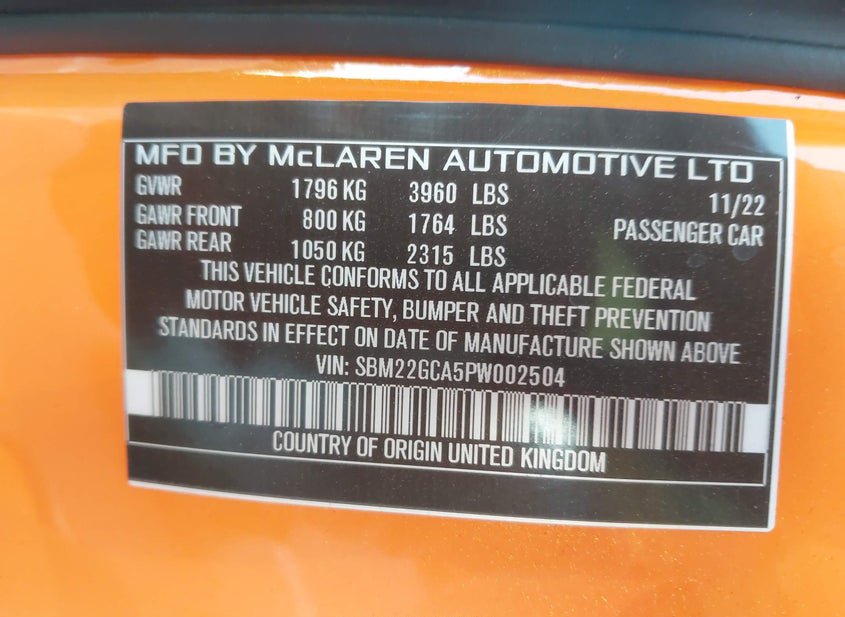 MFD BY McLAREN AUTOMOTIVE LTD
GVWR 1796 KG 3960 LBS 11/22
GAWR FRONT 800 KG 1764 LBS PASSENGER CAR
GAWR REAR 1050 KG 2315 LBS
THIS VEHICLE CONFORMS TO ALL APPLICABLE FEDERAL
MOTOR VEHICLE SAFETY, BUMPER AND THEFT PREVENTION
STANDARDS IN EFFECT ON DATE OF MANUFACTURE SHOWN ABOVE
VIN: SBM22GCA5PW002504
COUNTRY OF ORIGIN UNITED KINGDOM